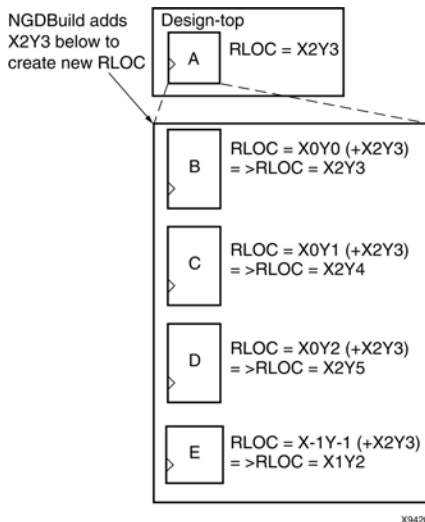 NGDBuild adds
X2Y3 below to
create new RLOC
Design-top
A
RLOC = X2Y3
B
RLOC = X0Y0 (+X2Y3)
= >RLOC = X2Y3
C
RLOC = X0Y1 (+X2Y3)
= >RLOC = X2Y4
D
RLOC = X0Y2 (+X2Y3)
= >RLOC = X2Y5
E
RLOC = X-1Y-1 (+X2Y3)
= >RLOC = X1Y2